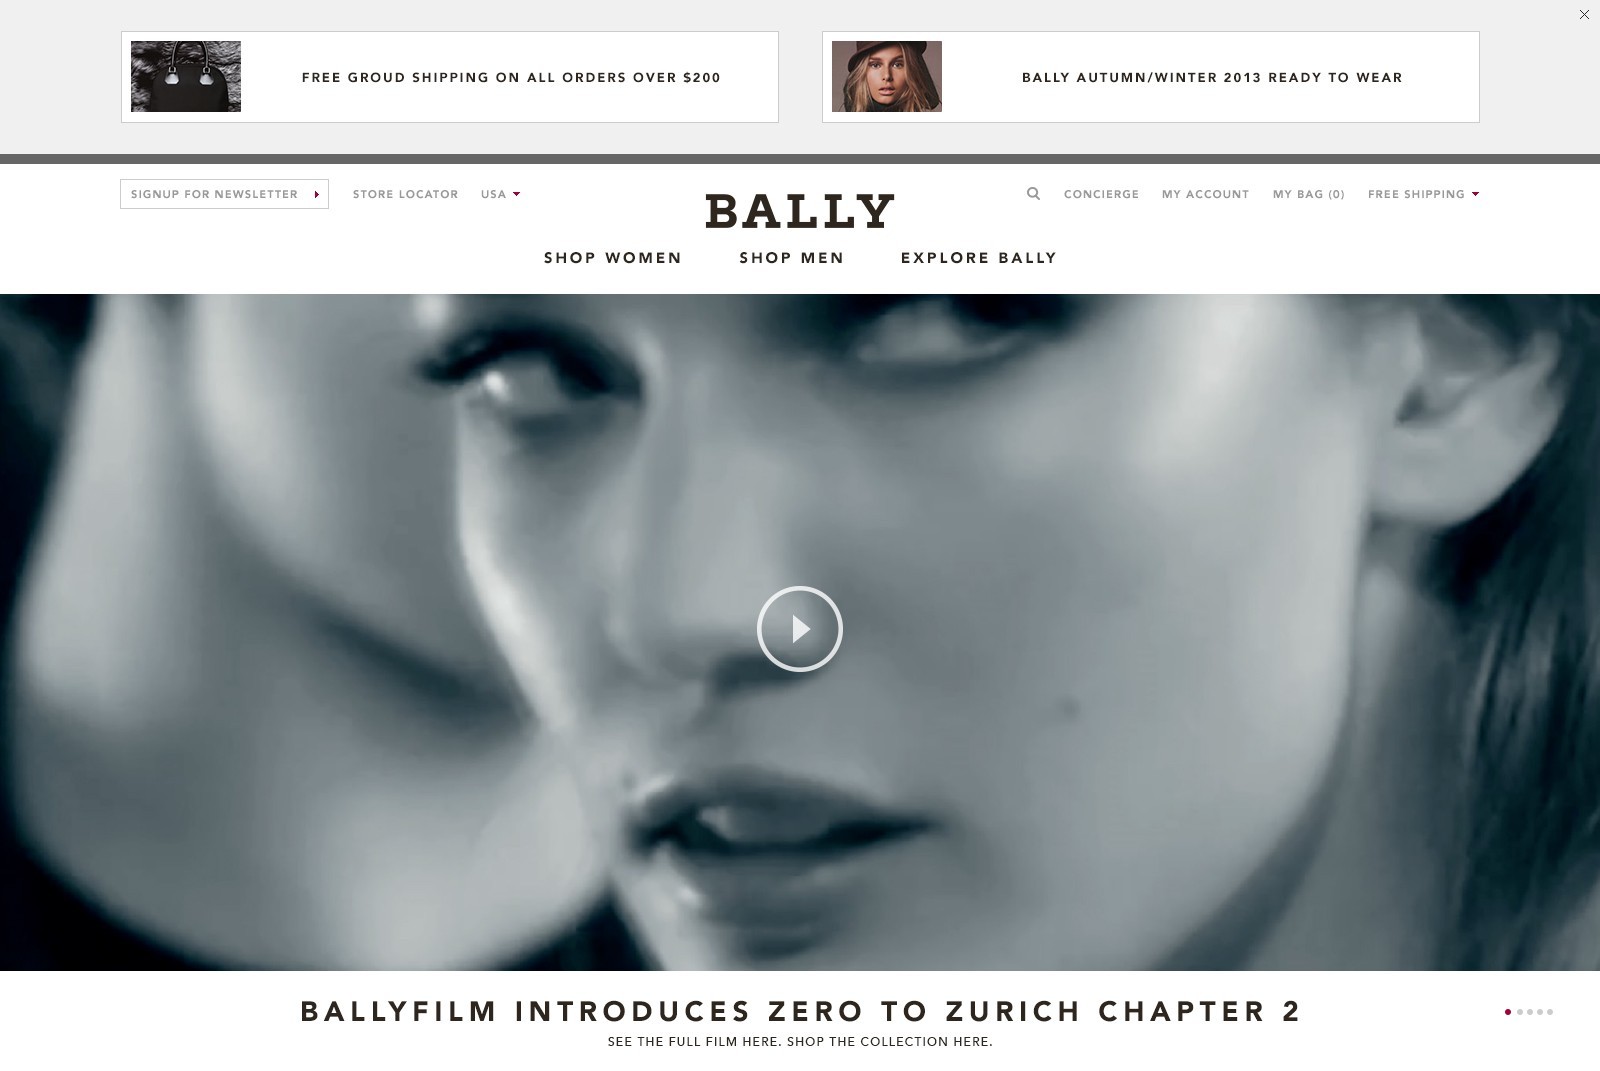 FREE GROUD SHIPPING ON ALL ORDERS OVER $200
BALLY AUTUMN/WINTER 2013 READY TO WEAR
SIGNUP FOR NEWSLETTER
STORE LOCATOR
USA
BALLY
CONCIERGE
MY ACCOUNT
MY BAG (0)
FREE SHIPPING
SHOP WOMEN
SHOP MEN
EXPLORE BALLY
BALLYFILM INTRODUCES ZERO TO ZURICH CHAPTER 2
SEE THE FULL FILM HERE. SHOP THE COLLECTION HERE.